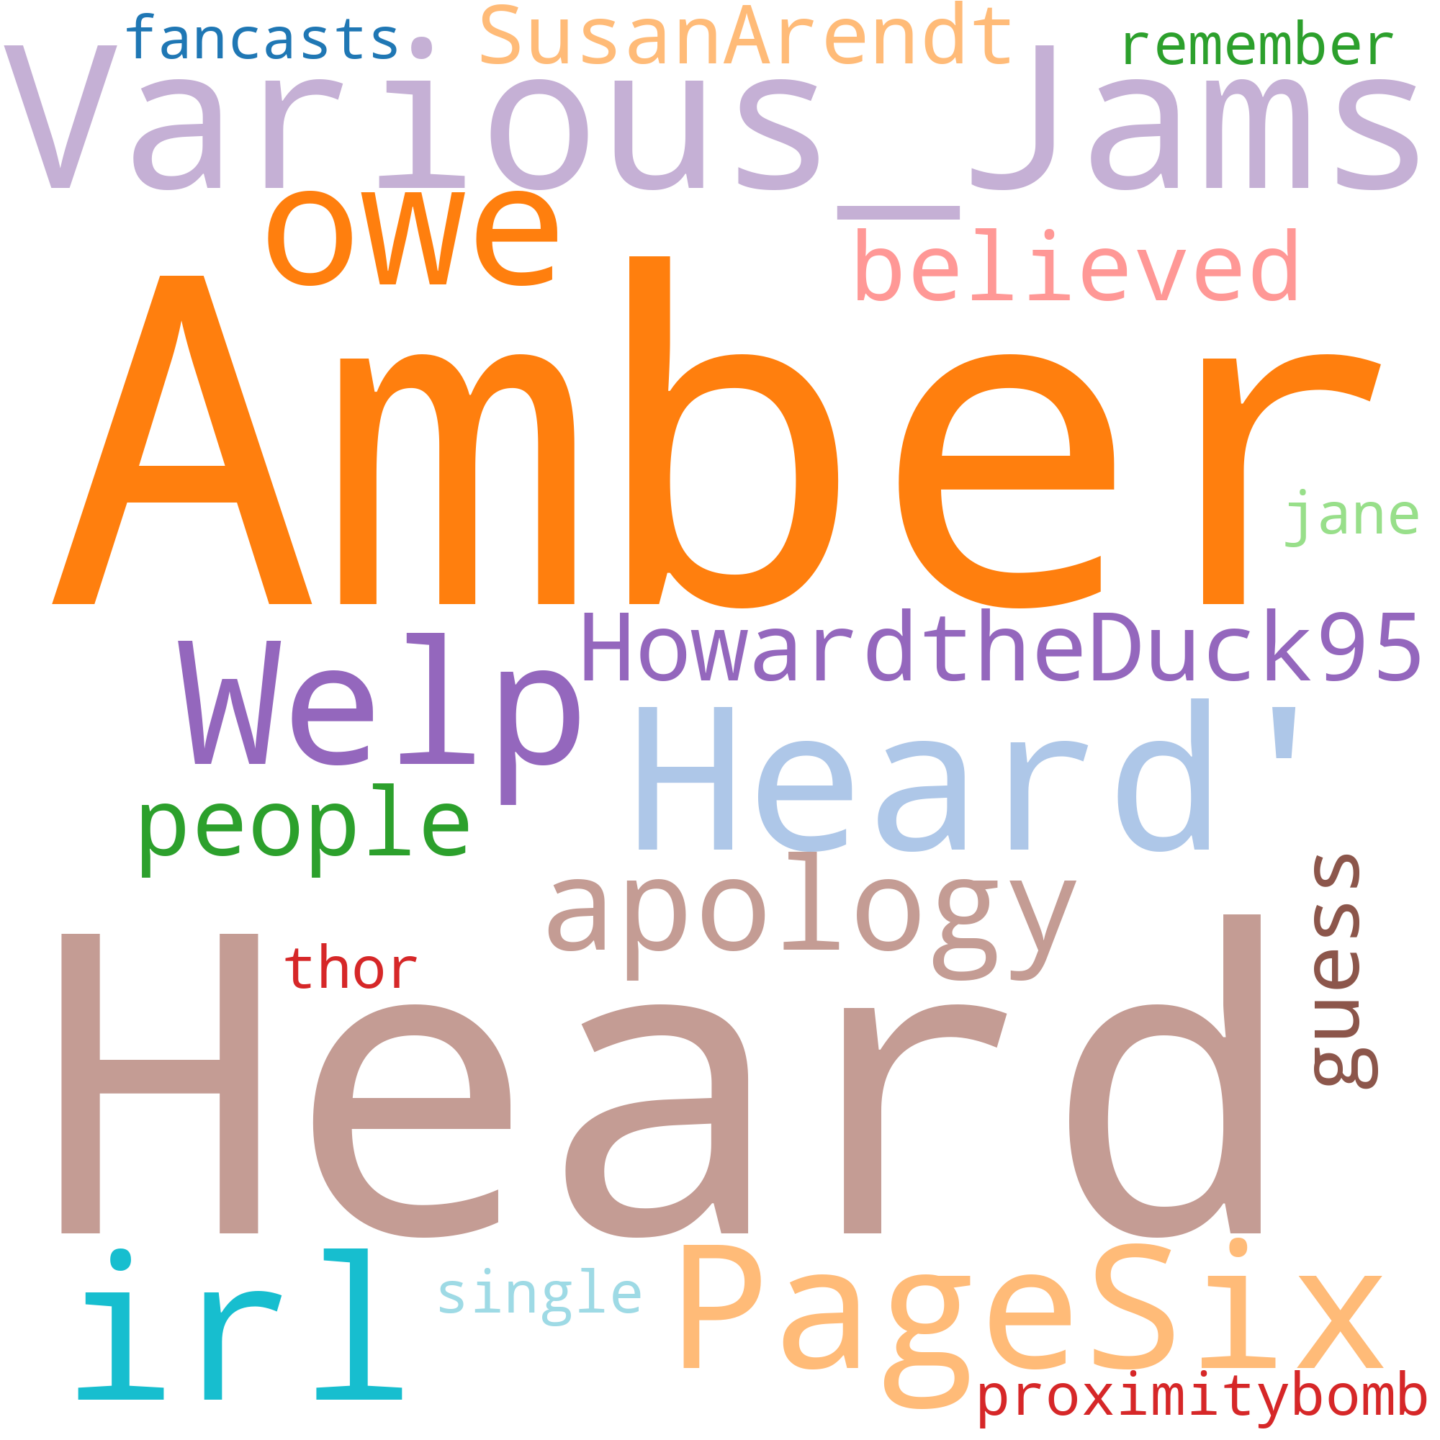 fancasts
SusanArendt
remember
Various_Jams
owe
believed
Amber
jane
HowardtheDuck95
Welp
Heard'
people
apology
guess
thor
Heard
irl
single
PageSix
proximitybomb